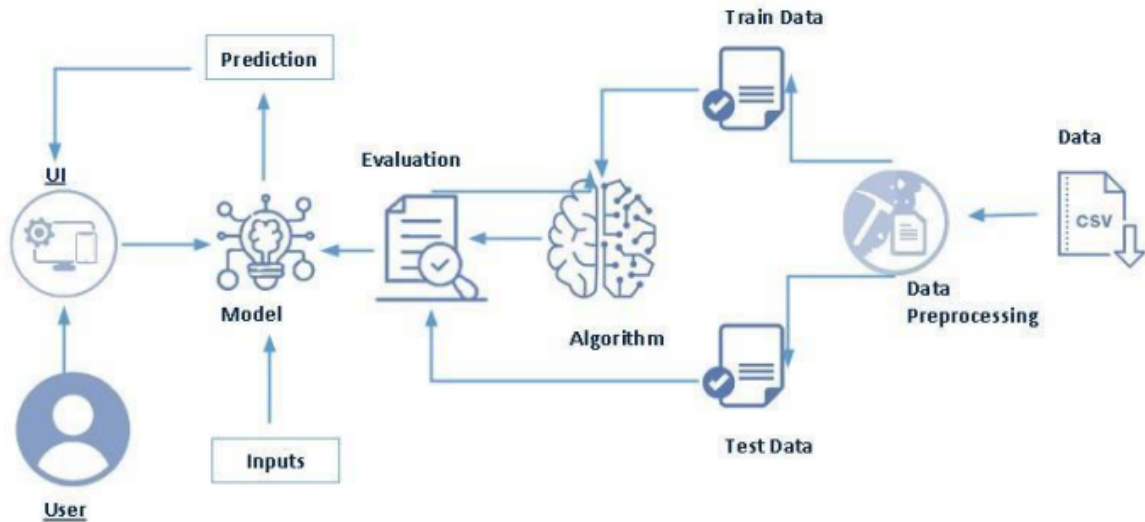 Train Data
Prediction
Data
Evaluation
UI
CSV
Model
Data
Preprocessing
Algorithm
Inputs
Test Data
User